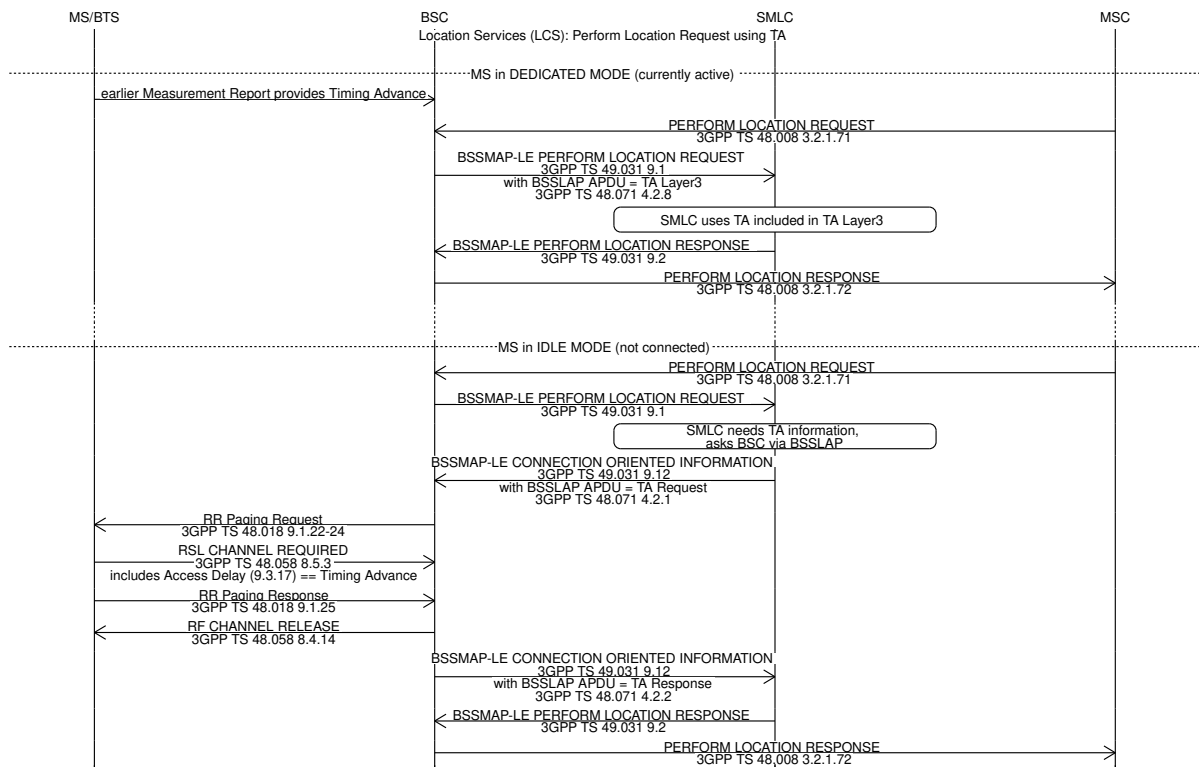 MS/BTS BSC SMLC MSC
Location Services (LCS): Perform Location Request using TA
MS in DEDICATED MODE (currently active)
earlier Measurement Report provides Timing Advance
PERFORM LOCATION REQUEST
3GPP TS 48.008 3.2.1.71
BSSMAP-LE PERFORM LOCATION REQUEST
3GPP TS 49.031 9.1
with BSSLAP APDU = TA Layer3
3GPP TS 48.071 4.2.8
SMLC uses TA included in TA Layer3
BSSMAP-LE PERFORM LOCATION RESPONSE
3GPP TS 49.031 9.2
PERFORM LOCATION RESPONSE
3GPP TS 48.008 3.2.1.72
MS in IDLE MODE (not connected)
PERFORM LOCATION REQUEST
3GPP TS 48.008 3.2.1.71
BSSMAP-LE PERFORM LOCATION REQUEST
3GPP TS 49.031 9.1
SMLC needs TA information,
asks BSC via BSSLAP
BSSMAP-LE CONNECTION ORIENTED INFORMATION
3GPP TS 49.031 9.12
with BSSLAP APDU = TA Request
3GPP TS 48.071 4.2.1
RR Paging Request
3GPP TS 48.018 9.1.22-24
RSL CHANNEL REQUIRED
3GPP TS 48.058 8.5.3
includes Access Delay (9.3.17) == Timing Advance
RR Paging Response
3GPP TS 48.018 9.1.25
RF CHANNEL RELEASE
3GPP TS 48.058 8.4.14
BSSMAP-LE CONNECTION ORIENTED INFORMATION
3GPP TS 49.031 9.12
with BSSLAP APDU = TA Response
3GPP TS 48.071 4.2.2
BSSMAP-LE PERFORM LOCATION RESPONSE
3GPP TS 49.031 9.2
PERFORM LOCATION RESPONSE
3GPP TS 48.008 3.2.1.72